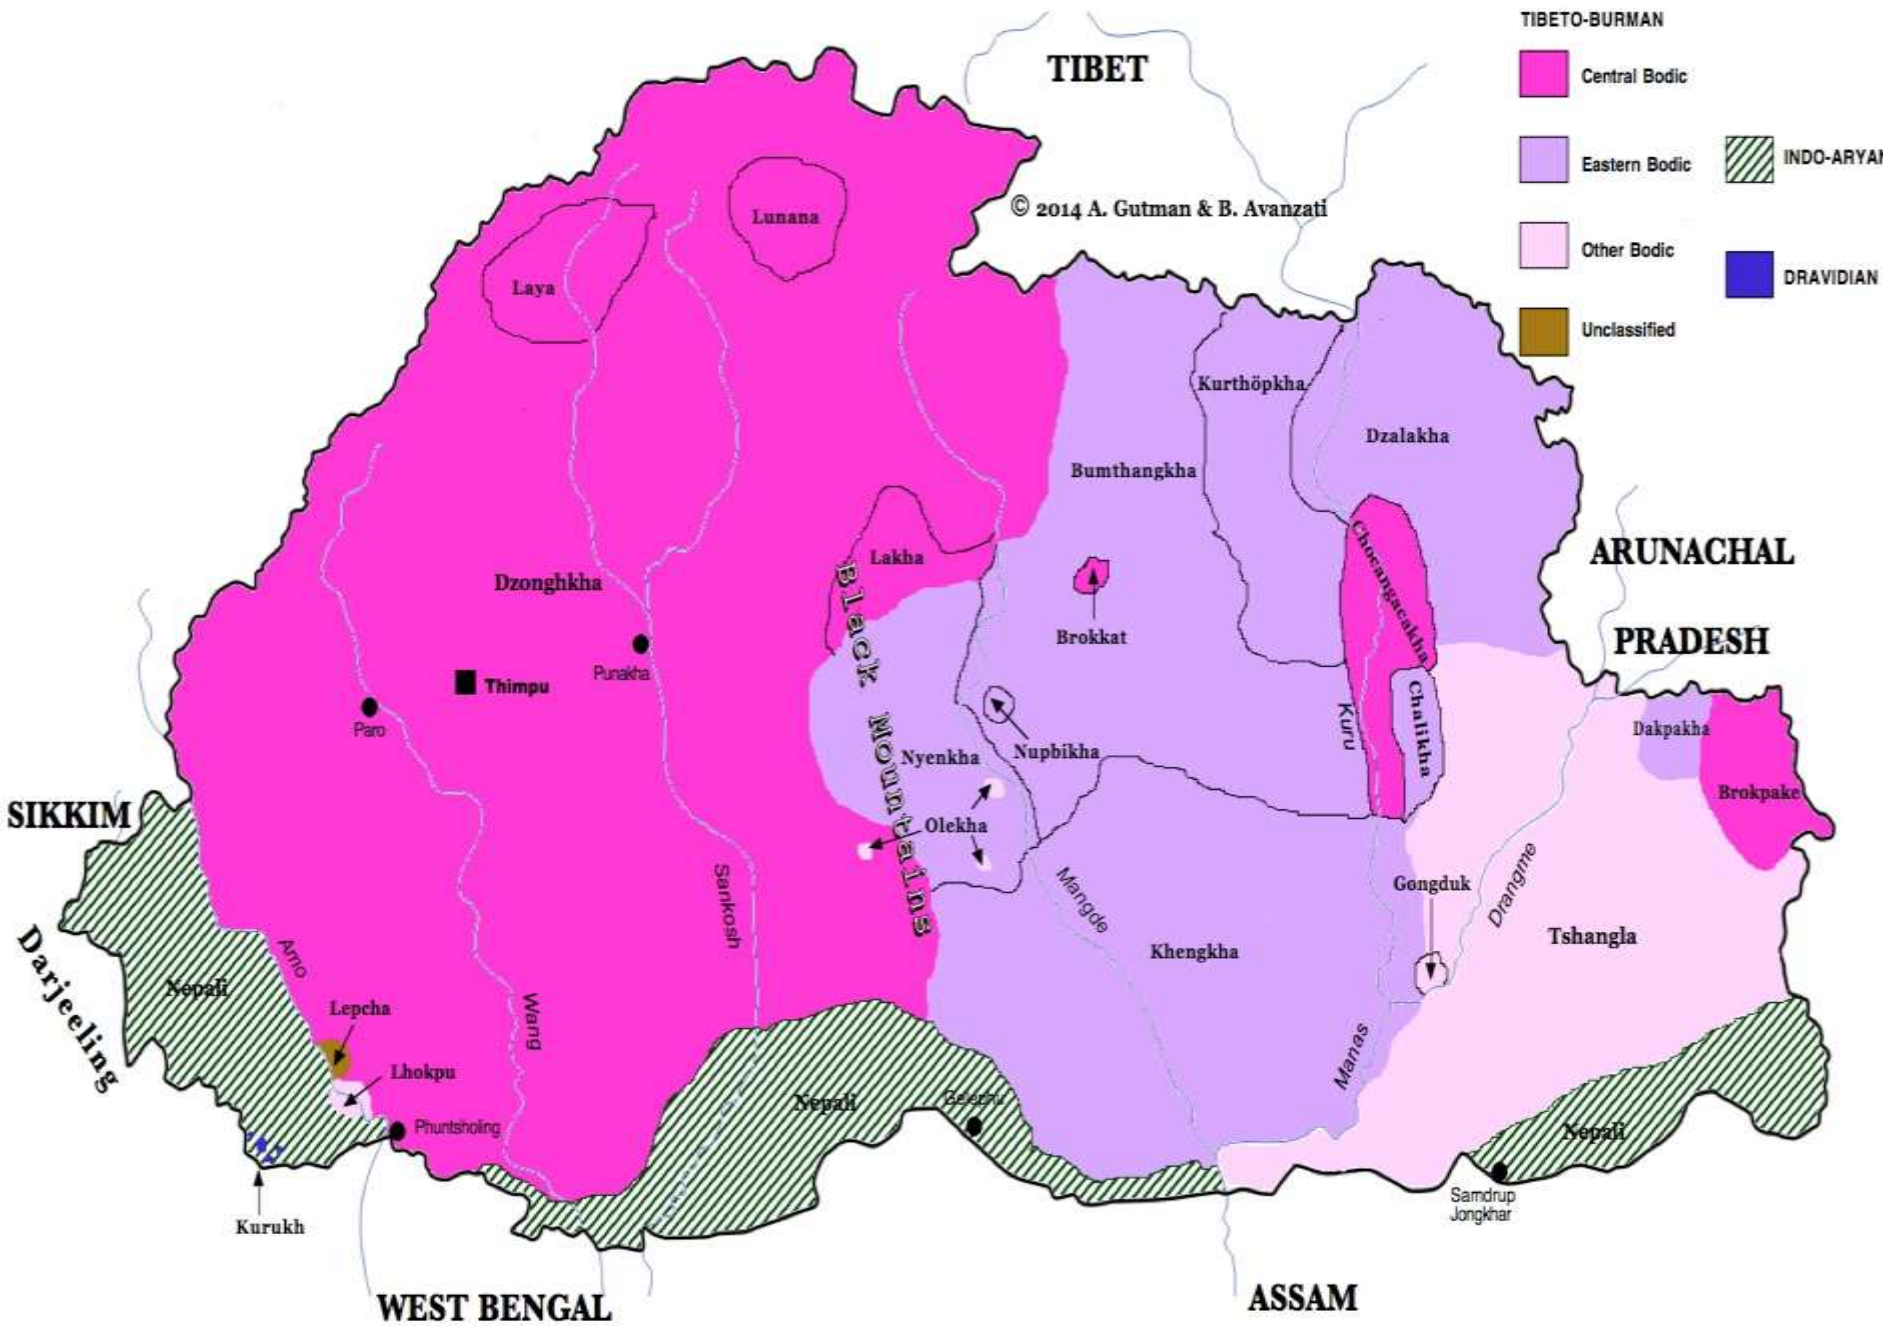 TIBETO-BURMAN
Central Bodic
Eastern Bodic
Other Bodic
Unclassified
INDO-ARYAN
DRAVIDIAN
TIBET
© 2014 A. Gutman & B. Avanzati
Lunana
Laya
Kurthöpkha
Dzalakha
Bumthangkha
Chocangacakha
ARUNACHAL
PRADESH
Lakha
Dzonghkha
Black Mountains
Brokkat
Punakha
Thimpu
Paro
Kuru
Chalikha
Dakpakha
Brokpake
Nyenkha
Nupbikha
Olekha
SIKKIM
Sankosh
Mangde
Gongduk
Drangme
Tshangla
Khengkha
Darjeeling
Amo
Nepali
Lepcha
Wang
Lhokpu
Manas
Nepali
Gelephu
Phuntsholing
Nepali
Samdrup
Jongkhar
Kurukh
WEST BENGAL
ASSAM